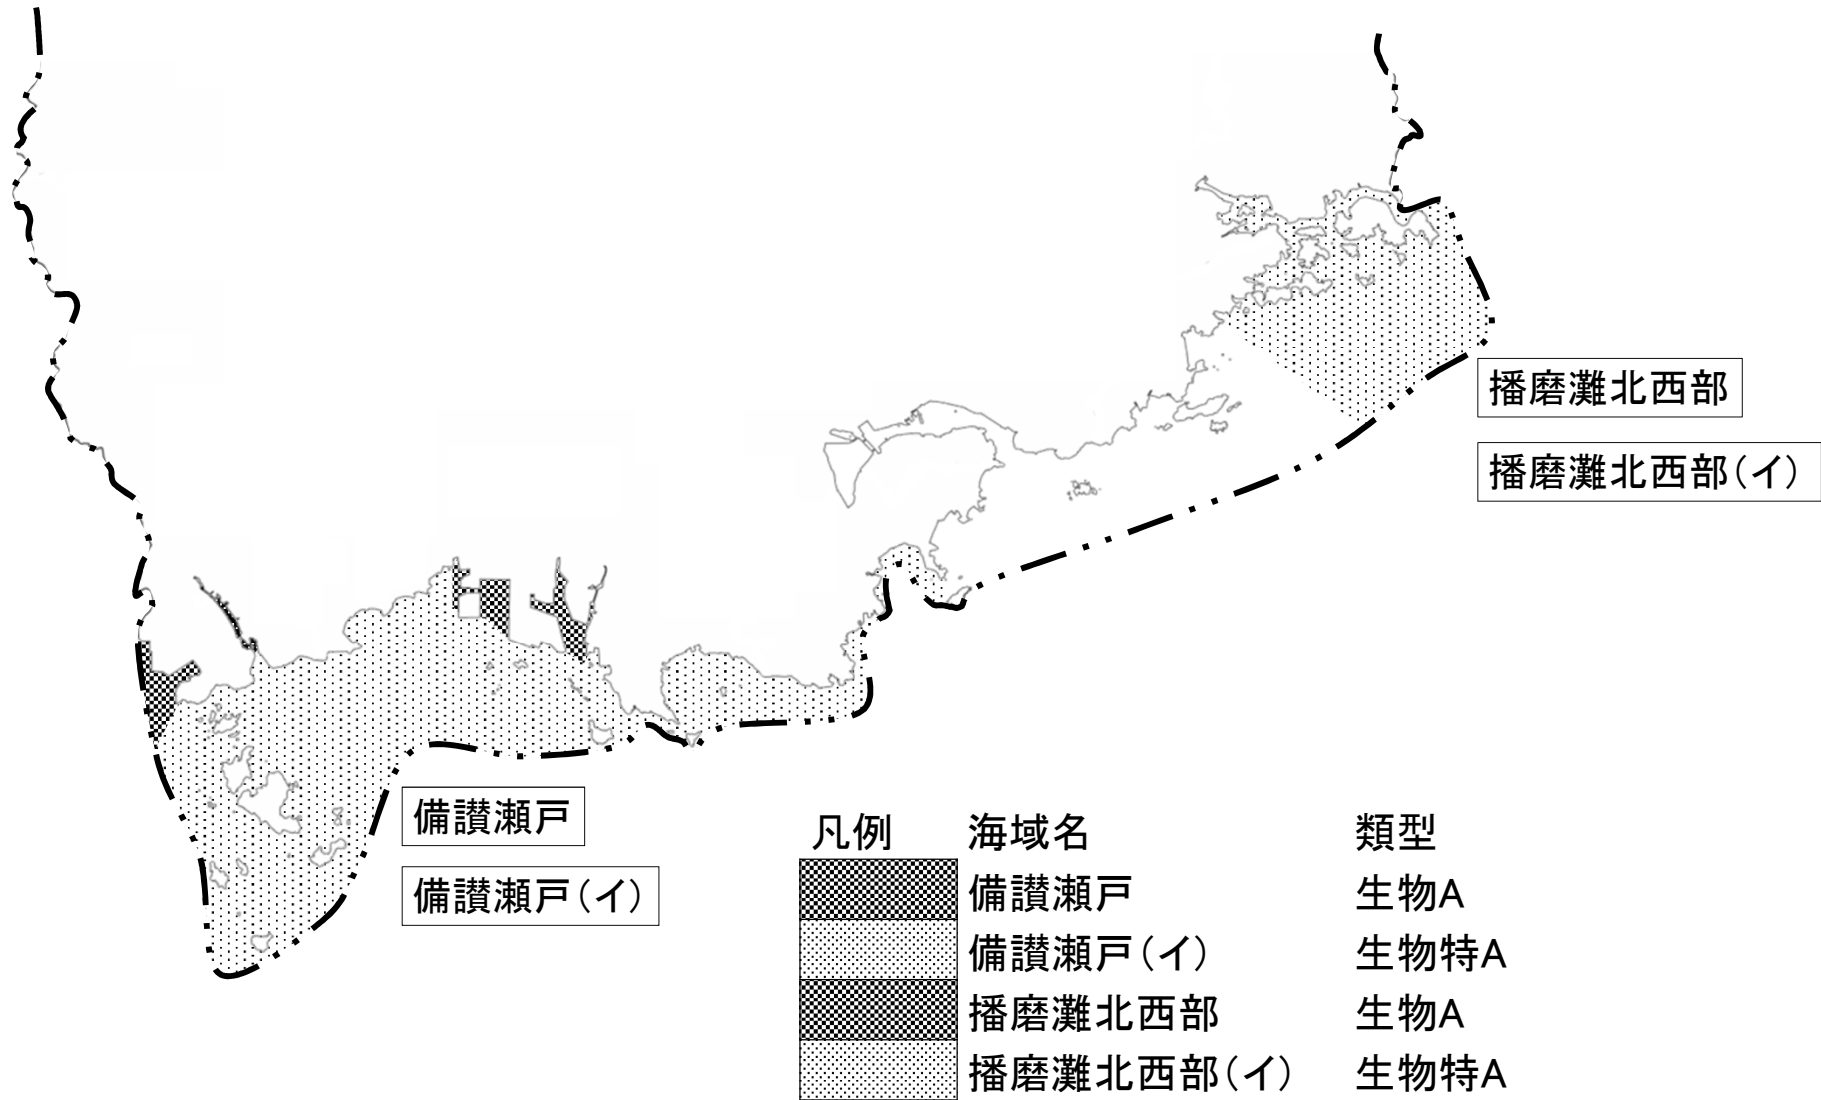 播磨灘北西部
播磨灘北西部(イ)
備讃瀬戸
備讃瀬戸(イ)
凡例 海域名 類型
備讃瀬戸 生物A
備讃瀬戸(イ) 生物特A
播磨灘北西部 生物A
播磨灘北西部(イ) 生物特A